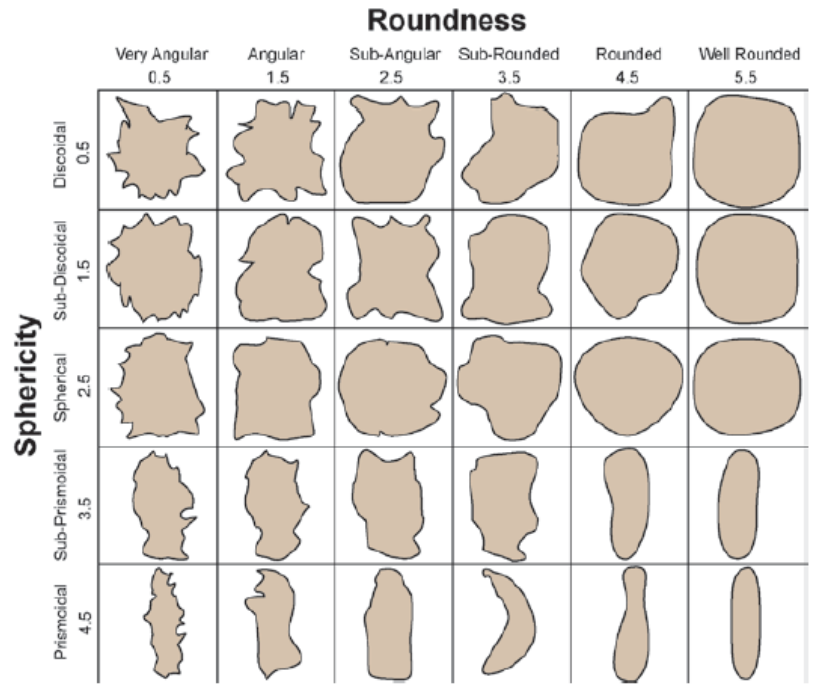 Roundness
Very Angular Angular Sub-Angular Sub-Rounded Rounded Well Rounded
0.5 1.5 2.5 3.5 4.5 5.5
Sphericity
Discoidal
0.5
Sub-Discoidal
1.5
Spherical
2.5
Sub-Prismoidal
3.5
Prismoidal
4.5